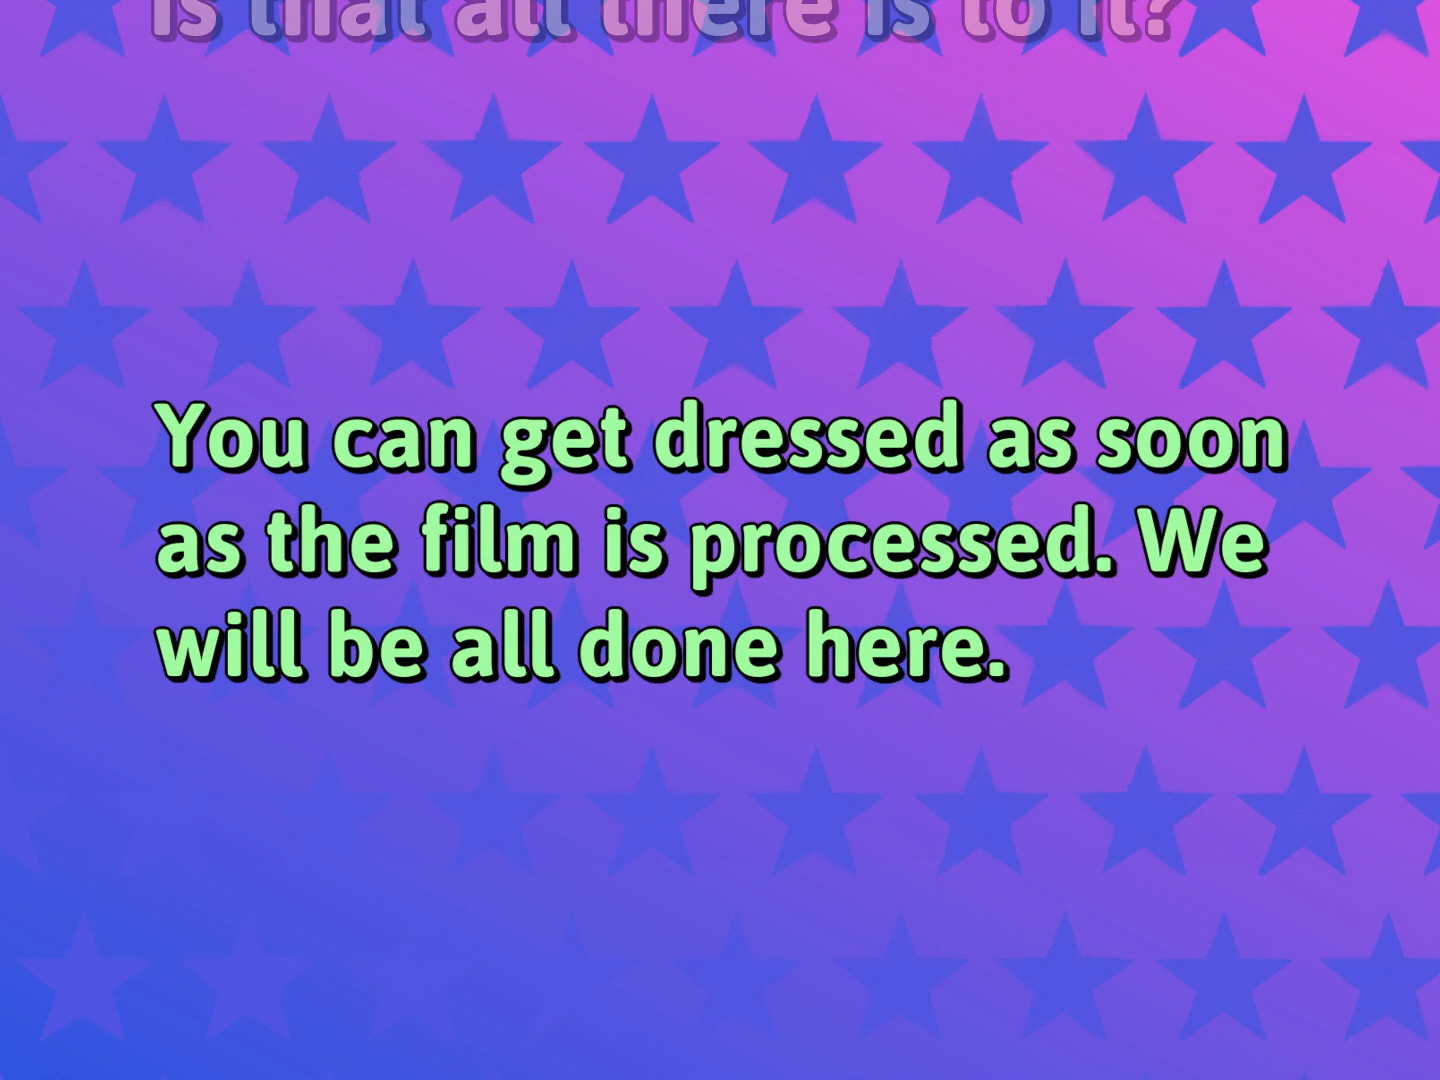 is that all there is to it?
You can get dressed as soon
as the film is processed. We
will be all done here.